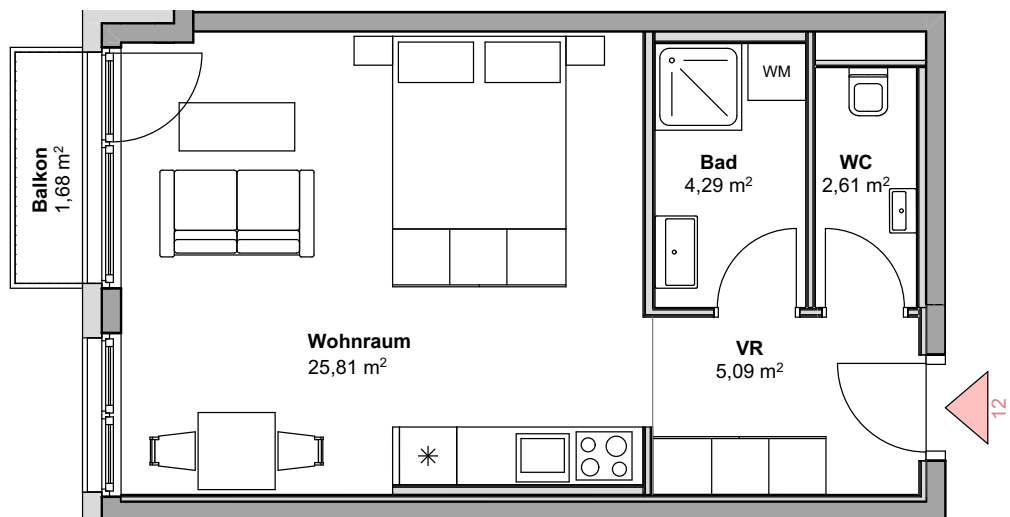 Balkon
1,68 m²
WM
Bad
4,29 m²
WC
2,61 m²
Wohnraum
25,81 m²
VR
5,09 m²
12